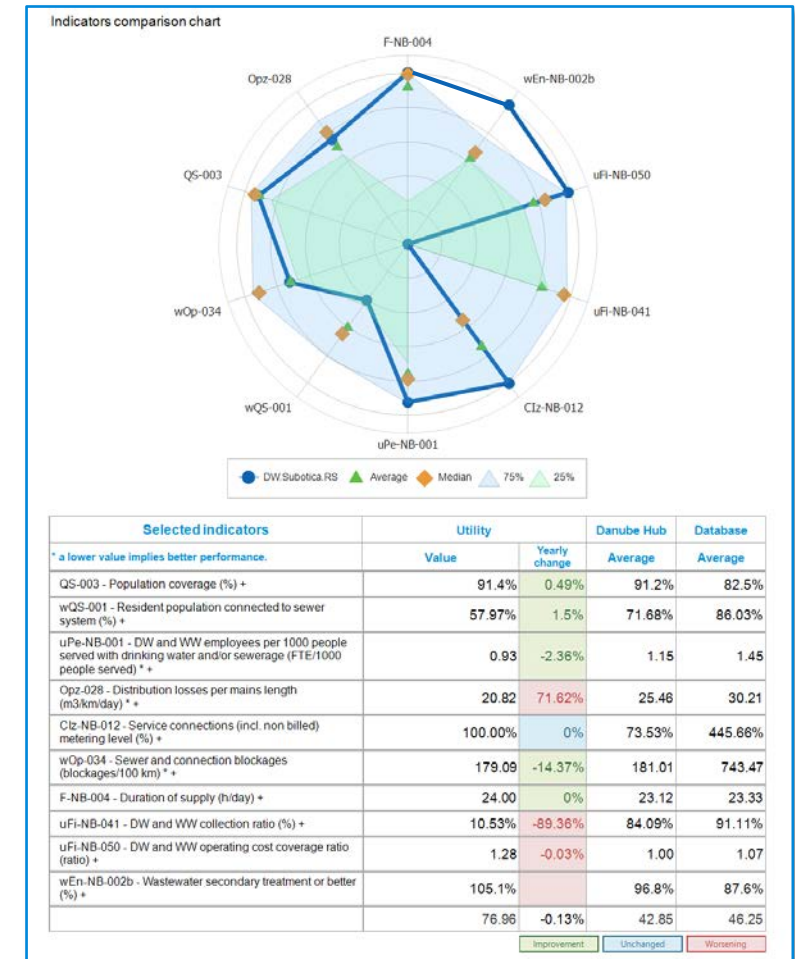 Indicators comparison chart
F-NB-004
Opz-028
wEn-NB-002b
QS-003
uFi-NB-050
wOp-034
uFi-NB-041
wQS-001
CIz-NB-012
uPe-NB-001
DW.Subotica.RS Average Median 75% 25%
Selected indicators Utility Danube Hub Database
* a lower value implies better performance. Value Yearly change Average Average
QS-003 - Population coverage (%) + 91.4% 0.49% 91.2% 82.5%
wQS-001 - Resident population connected to sewer
system (%) + 57.97% 1.5% 71.68% 86.03%
uPe-NB-001 - DW and WW employees per 1000 people
served with drinking water and/or sewerage (FTE/1000
people served) * + 0.93 -2.36% 1.15 1.45
Opz-028 - Distribution losses per mains length
(m3/km/day) * + 20.82 71.62% 25.46 30.21
CIz-NB-012 - Service connections (incl. non billed)
metering level (%) + 100.00% 0% 73.53% 445.66%
wOp-034 - Sewer and connection blockages
(blockages/100 km) * + 179.09 -14.37% 181.01 743.47
F-NB-004 - Duration of supply (h/day) + 24.00 0% 23.12 23.33
uFi-NB-041 - DW and WW collection ratio (%) + 10.53% -89.36% 84.09% 91.11%
uFi-NB-050 - DW and WW operating cost coverage ratio
(ratio) + 1.28 -0.03% 1.00 1.07
wEn-NB-002b - Wastewater secondary treatment or better
(%) + 105.1% 96.8% 87.6%
76.96 -0.13% 42.85 46.25
Improvement Unchanged Worsening